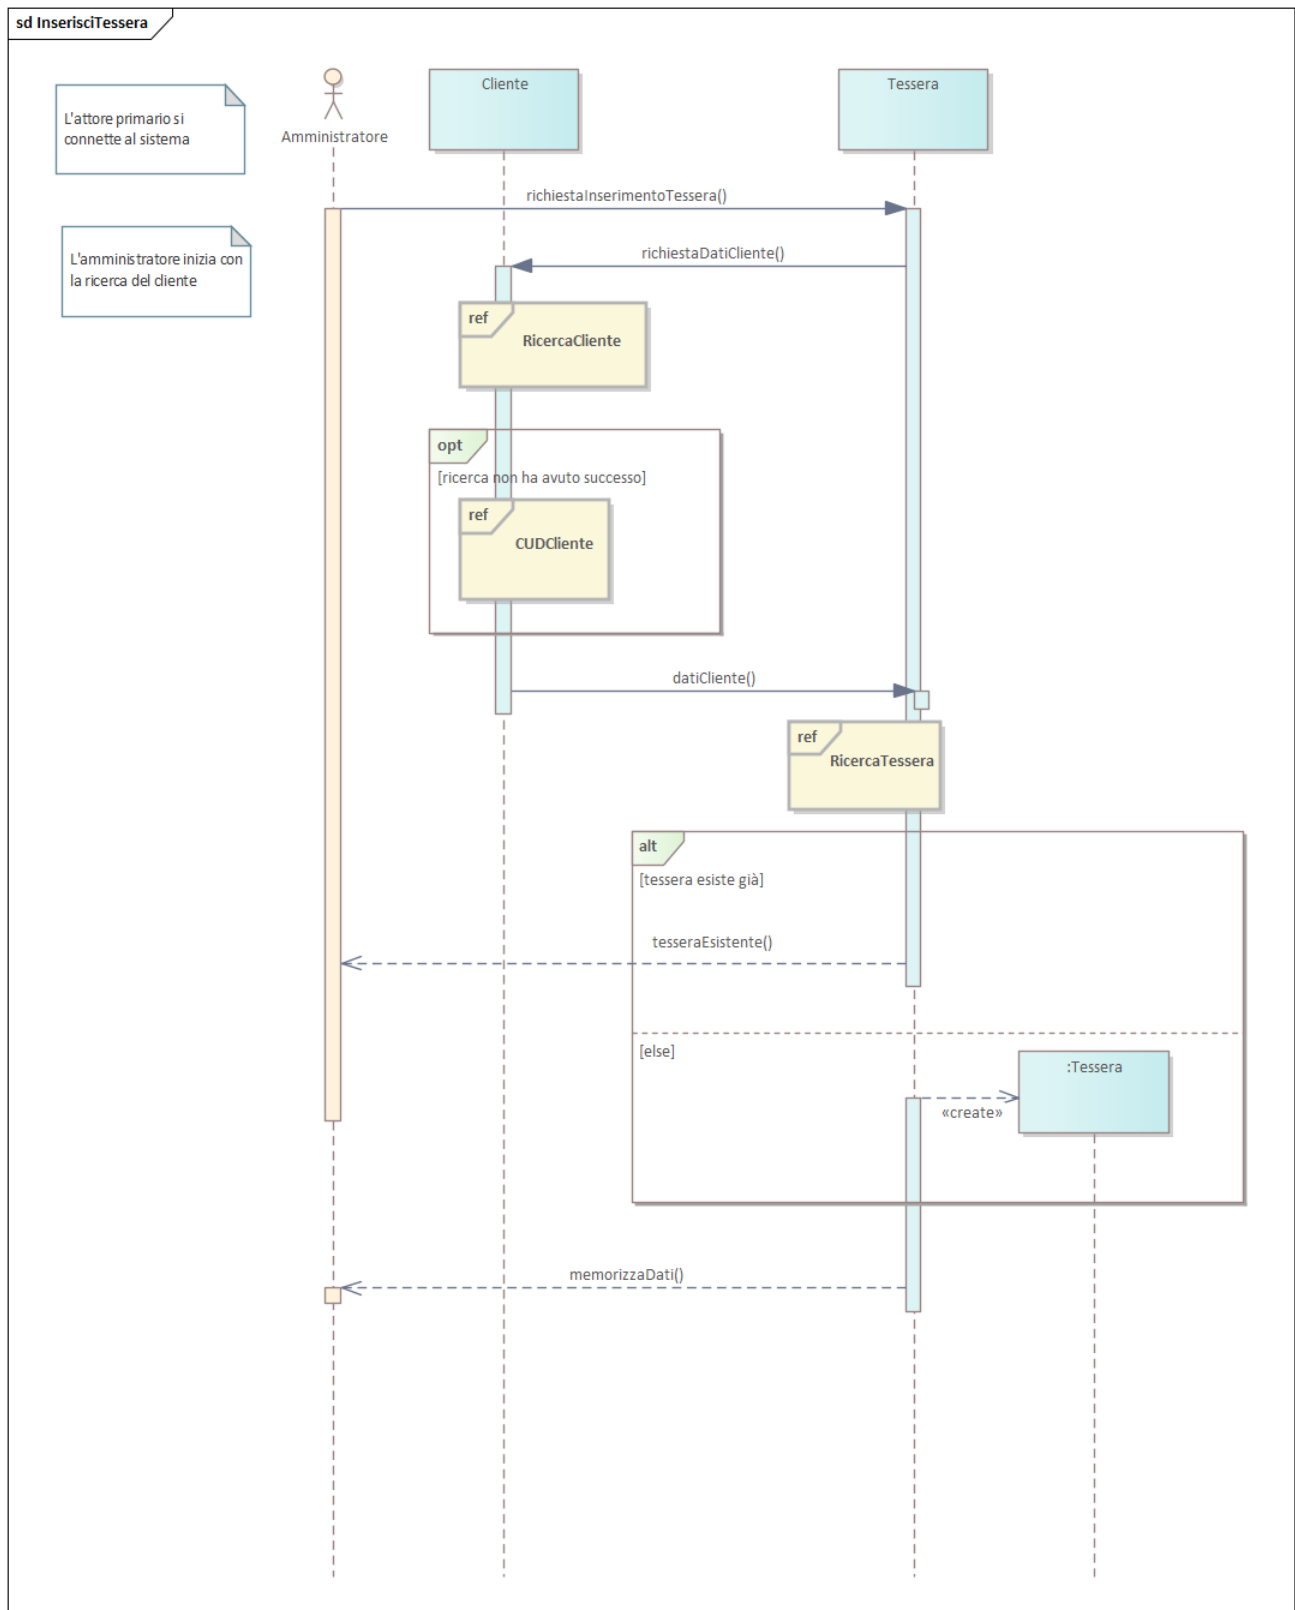 sd InserisciTessera
L'attore primario si
connette al sistema
Amministratore
Cliente
Tessera
richiestaInserimentoTessera()
L'amministratore inizia con
la ricerca del cliente
richiestaDatiCliente()
ref
RicercaCliente
opt
[ricerca non ha avuto successo]
ref
CUDCliente
datiCliente()
ref
RicercaTessera
alt
[tessera esiste già]
tesseraEsistente()
[else]
:Tessera
«create»
memorizzaDati()